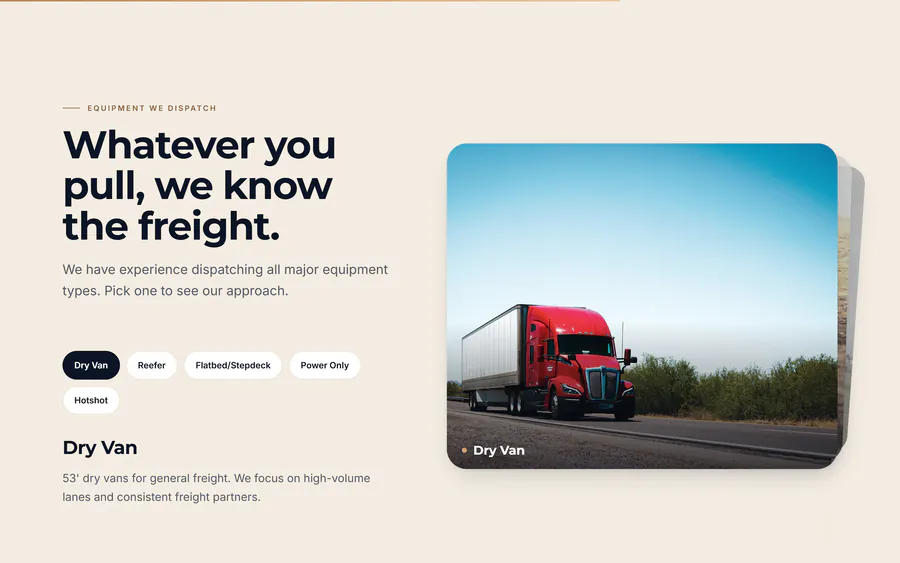 EQUIPMENT WE DISPATCH
Whatever you
pull, we know
the freight.
We have experience dispatching all major equipment
types. Pick one to see our approach.
Dry Van
Reefer
Flatbed/Stepdeck
Power Only
Hotshot
Dry Van
53' dry vans for general freight. We focus on high-volume
lanes and consistent freight partners.
Dry Van